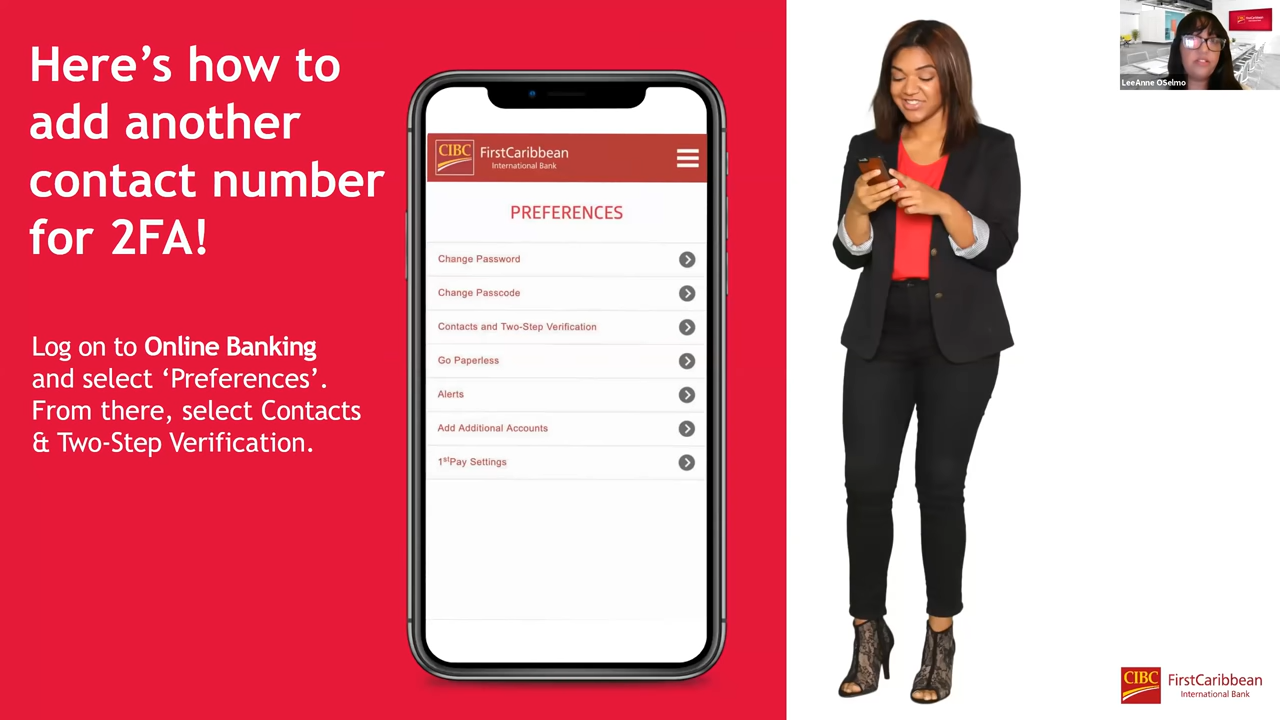 Here's how to
add another
contact number
for 2FA!
Log on to Online Banking
and select ‘Preferences’.
From there, select Contacts
& Two-Step Verification.
CIBC
FirstCaribbean
International Bank
PREFERENCES
Change Password
Change Passcode
Contacts and Two-Step Verification
Go Paperless
Alerts
Add Additional Accounts
1stPay Settings
CIBC
LeeAnne OSelmo
CIBC
FirstCaribbean
International Bank